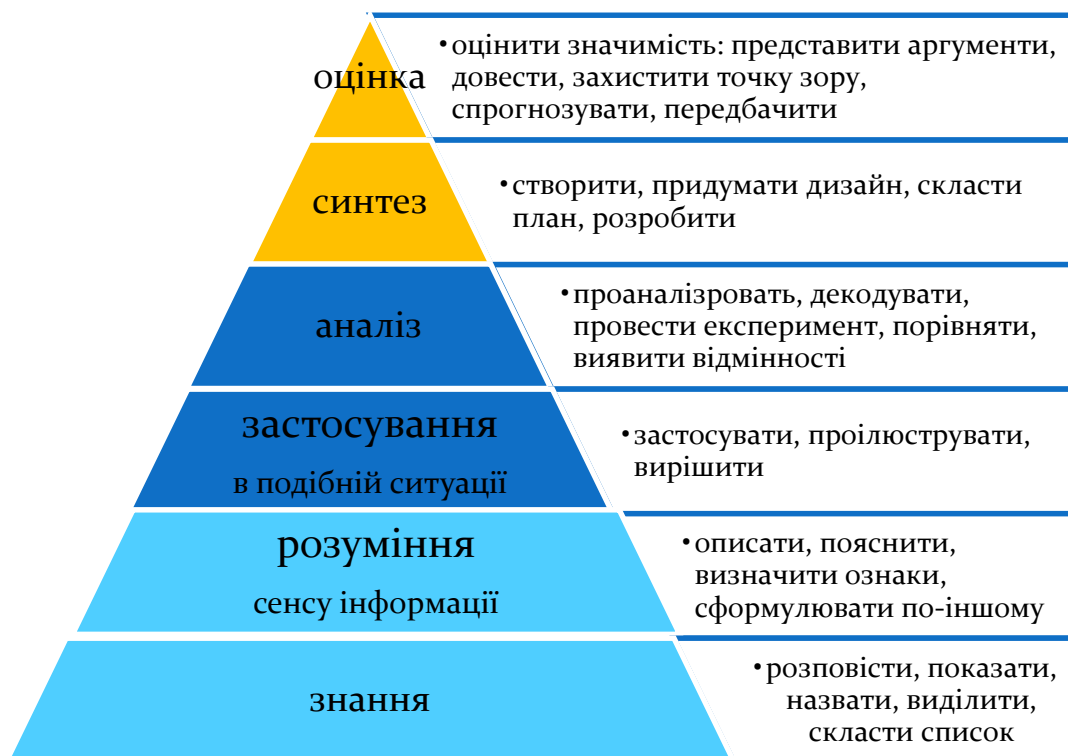 оцінка
•оцінити значимість: представити аргументи,
довести, захистити точку зору,
спрогнозувати, передбачити
синтез
•створити, придумати дизайн, скласти
план, розробити
аналіз
•проаналізровать, декодувати,
провести експеримент, порівняти,
виявити відмінності
застосування
в подібній ситуації
•застосувати, проілюструвати,
вирішити
розуміння
сенсу інформації
•описати, пояснити,
визначити ознаки,
сформулювати по-іншому
знання
•розповісти, показати,
назвати, виділити,
скласти список